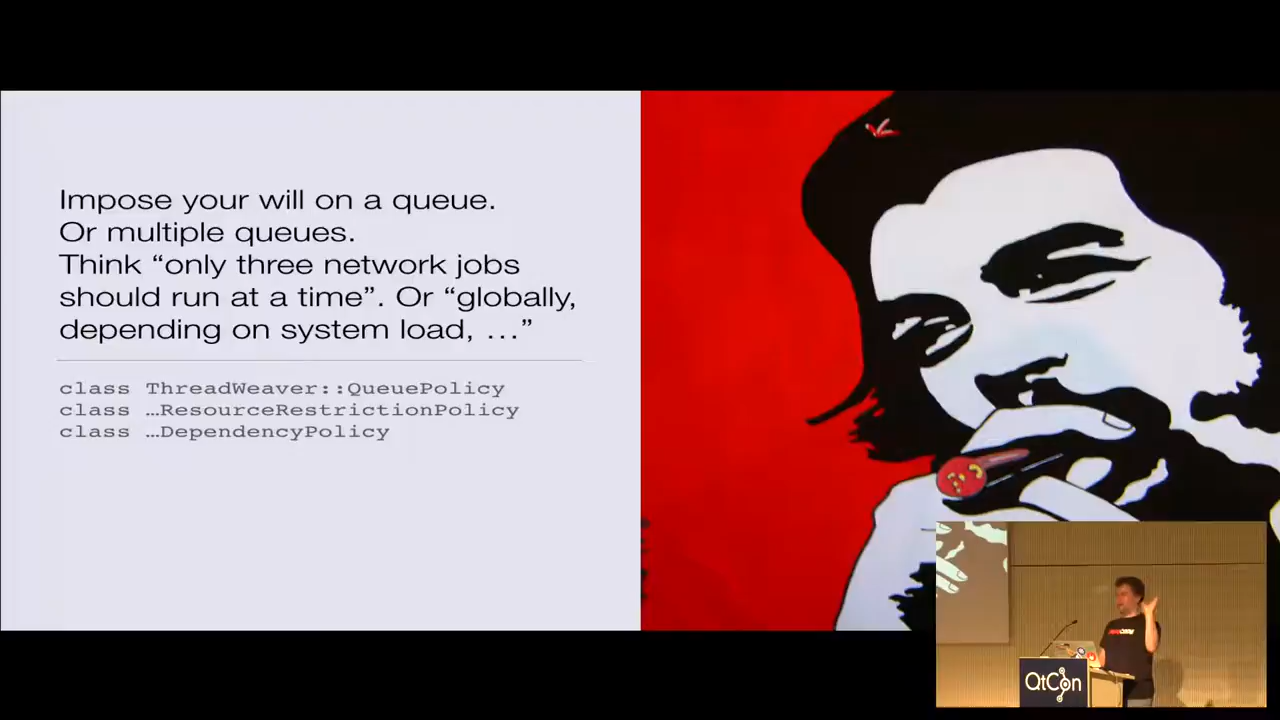 Impose your will on a queue.
Or multiple queues.
Think “only three network jobs
should run at a time”. Or “globally,
depending on system load, …”
class ThreadWeaver::QueuePolicy
class …ResourceRestrictionPolicy
class …DependencyPolicy
QtCon